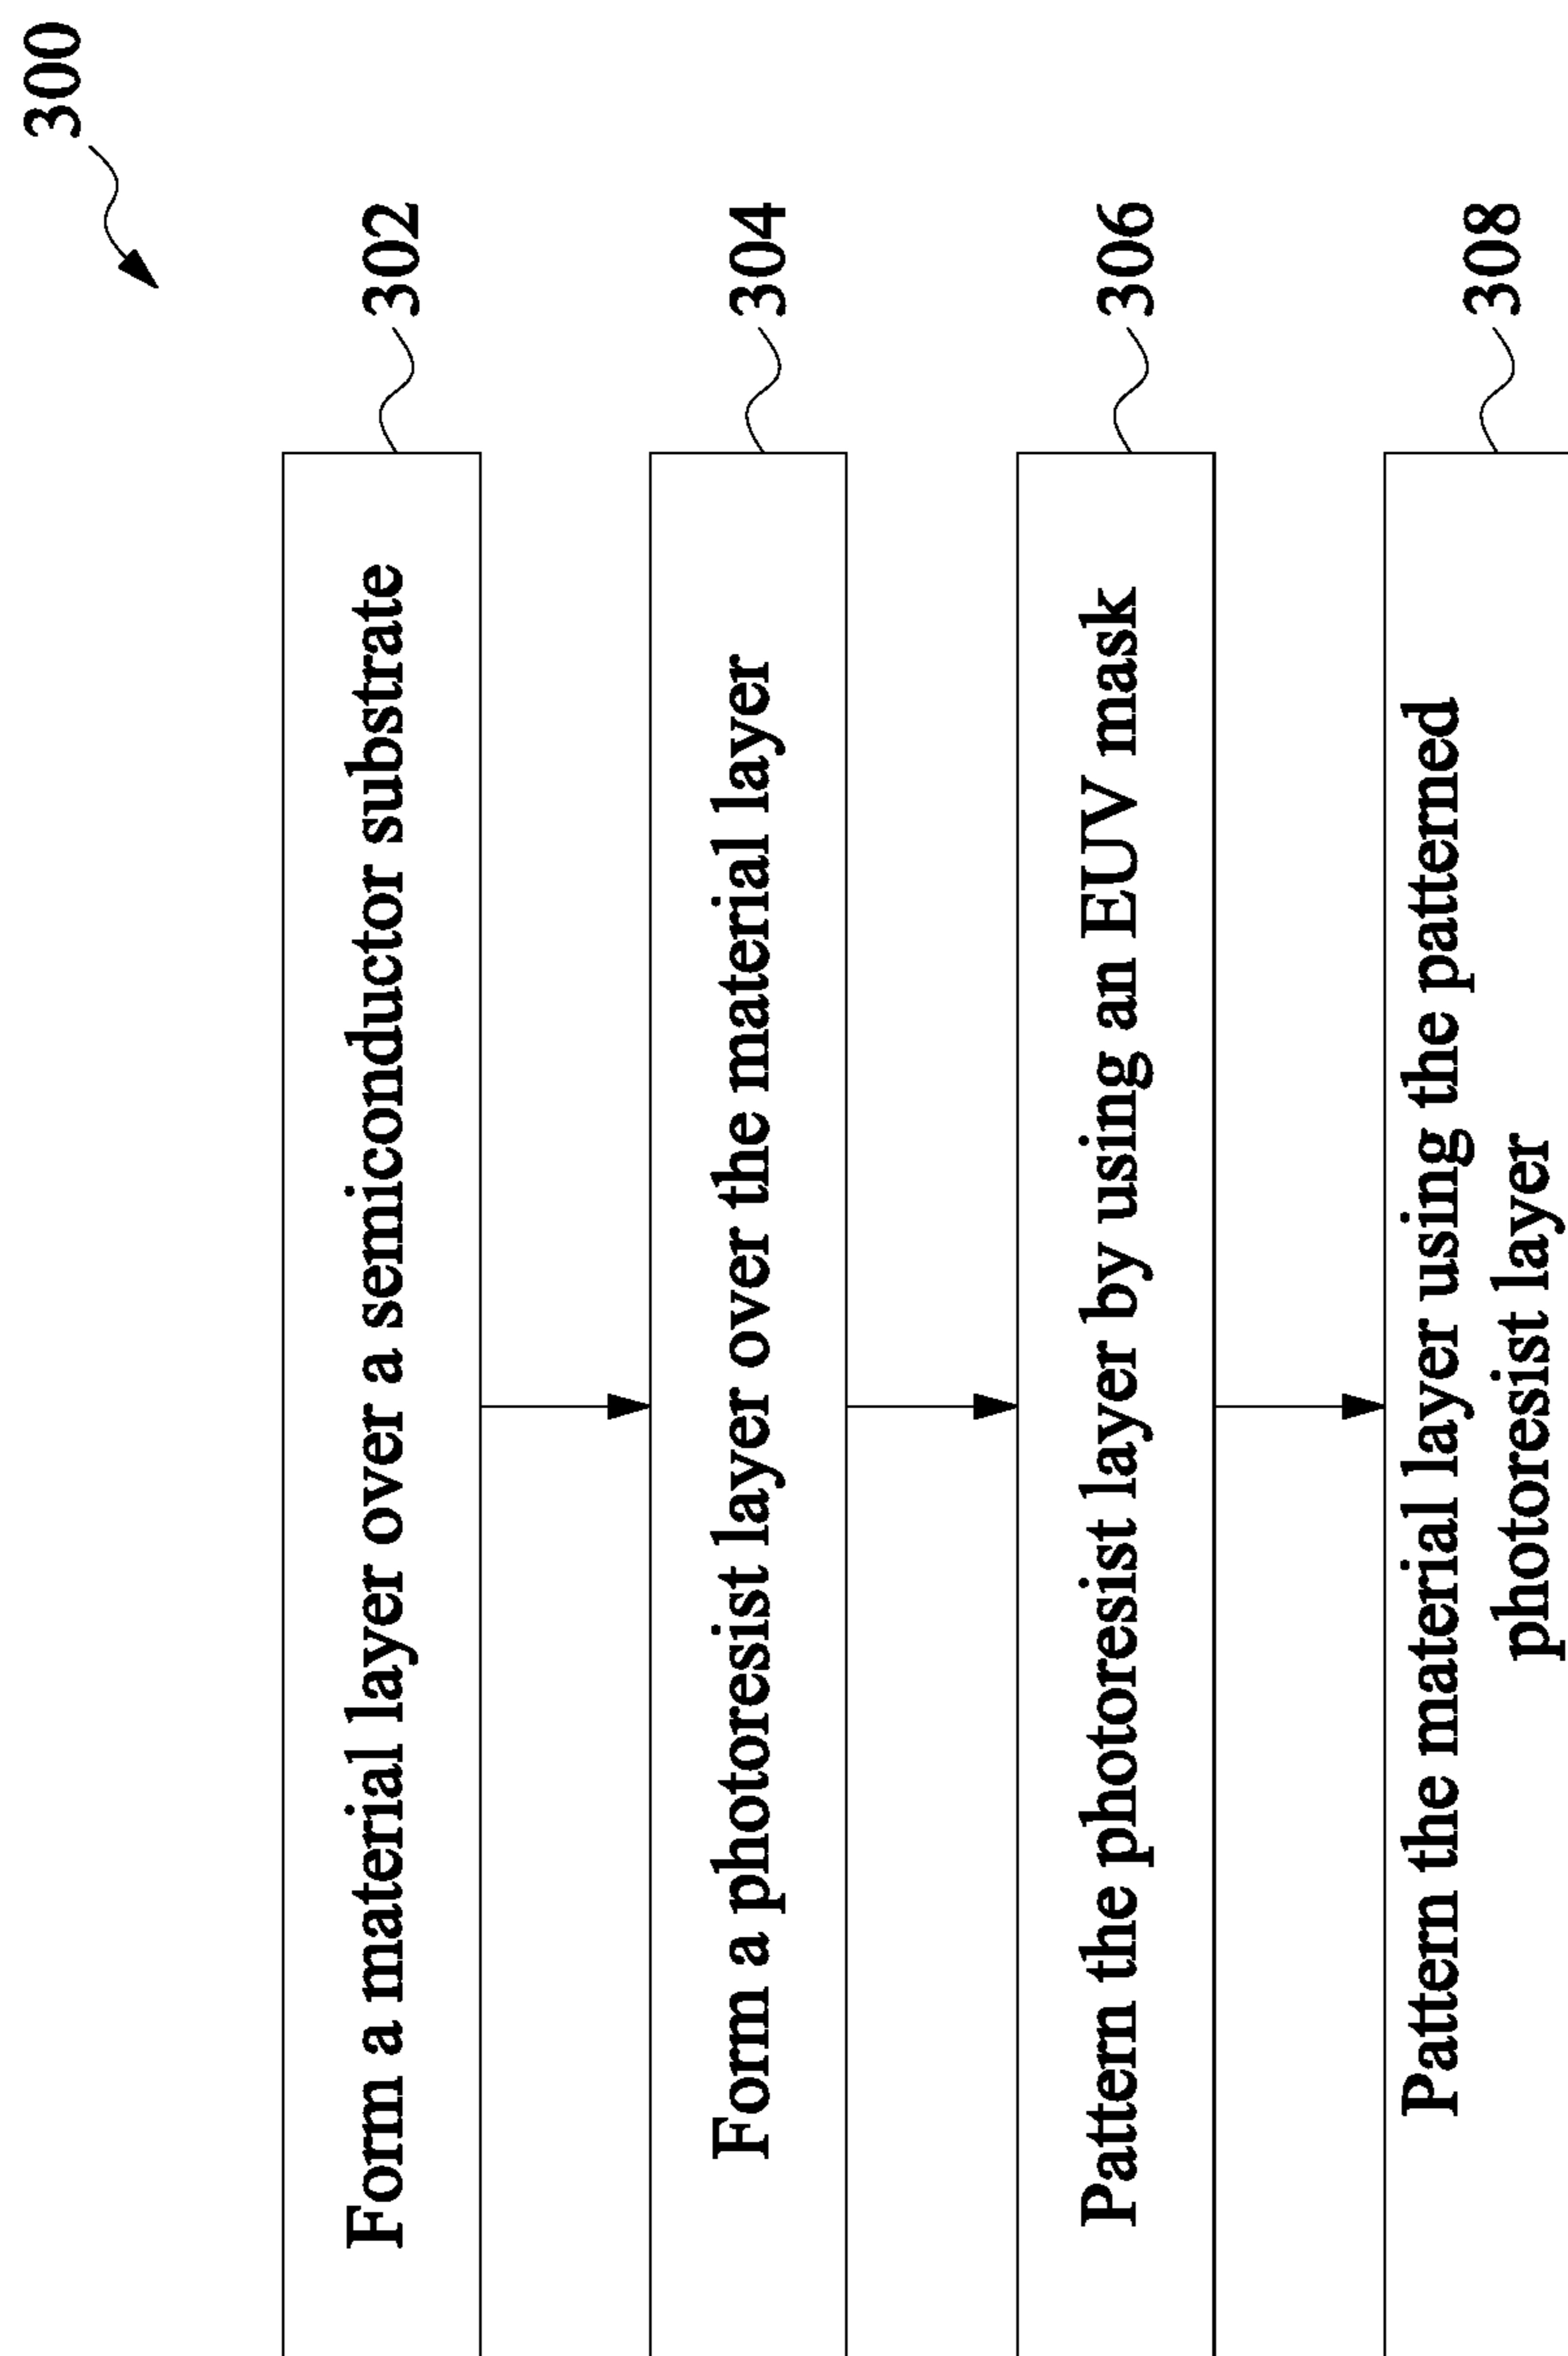 300
Form a material layer over a semiconductor substrate
302
Form a photoresist layer over the material layer
304
Pattern the photoresist layer by using an EUV mask
306
Pattern the material layer using the patterned
photoresist layer
308